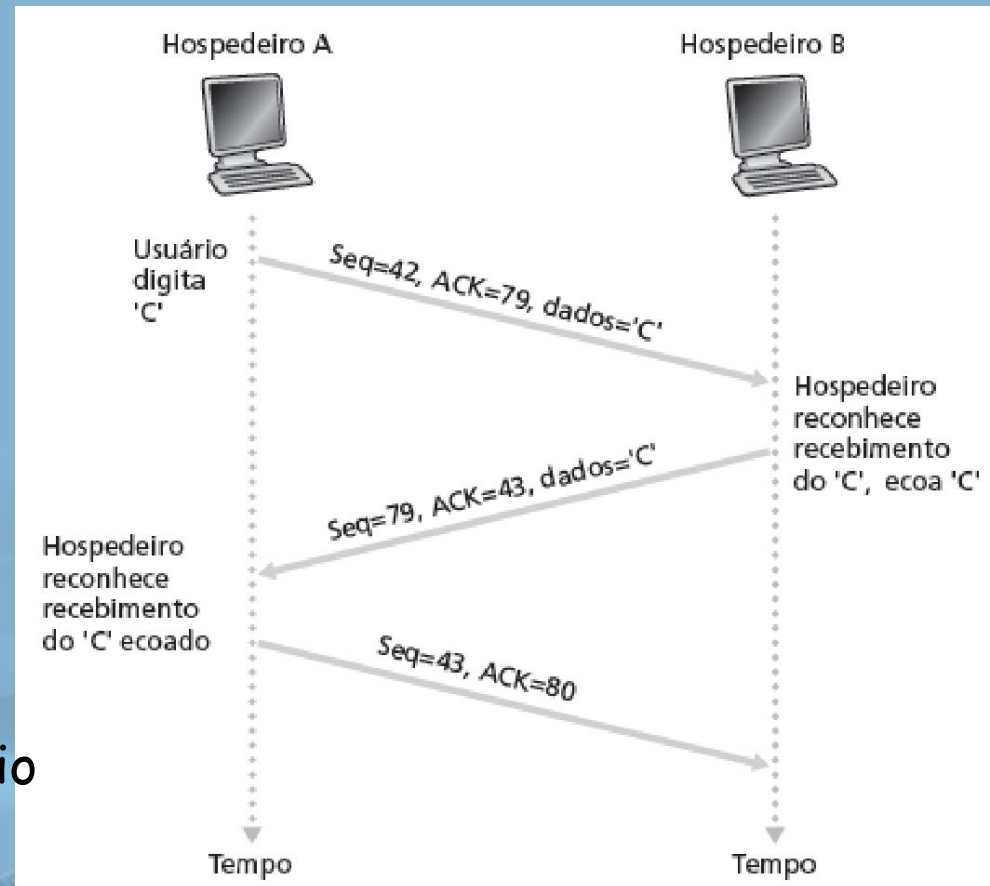 Hospedeiro A
Hospedeiro B
Usuário
digita
'C'
Seq=42, ACK=79, dados='C'
Hospedeiro
reconhece
recebimento
do 'C', ecoa 'C'
Seq=79, ACK=43, dados='C'
Hospedeiro
reconhece
recebimento
do 'C' ecoado
Seq=43, ACK=80
Tempo
Tempo